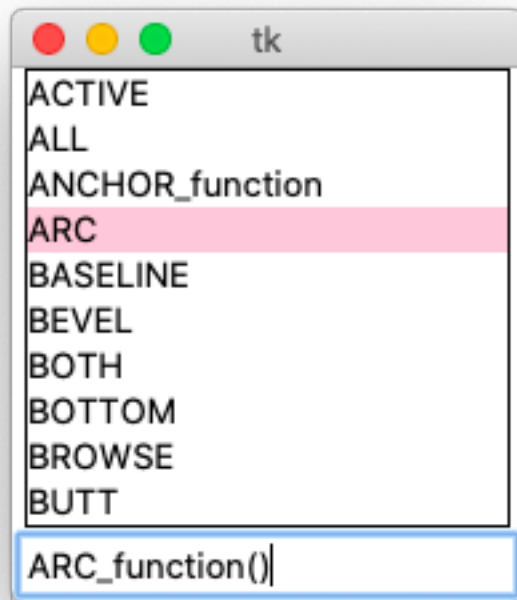 tk
ACTIVE
ALL
ANCHOR_function
ARC
BASELINE
BEVEL
BOTH
BOTTOM
BROWSE
BUTT
ARC_function()